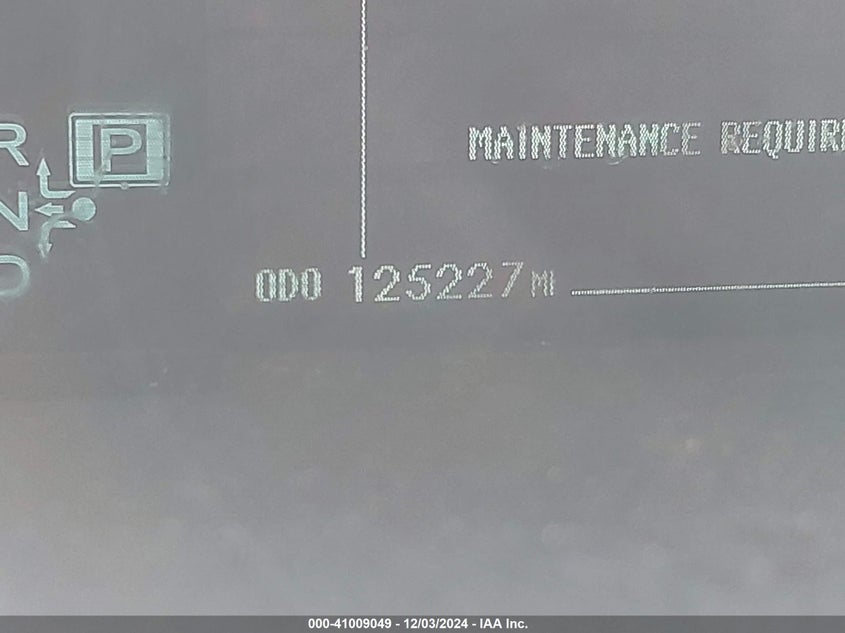 R P
MAINTENANCE REQUIR
N
D
ODO 125227 MI
000-41009049 - 12/03/2024 - IAA Inc.